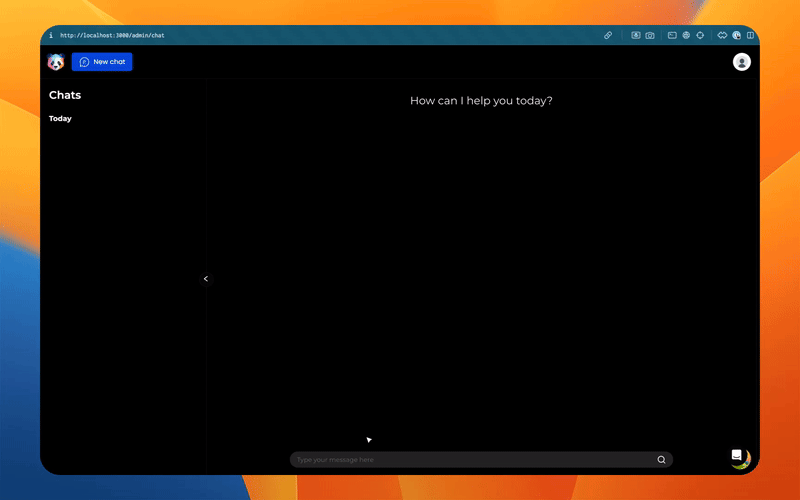 http://localhost:3000/admin/chat
New chat
Chats
How can I help you today?
Today
Type your message here